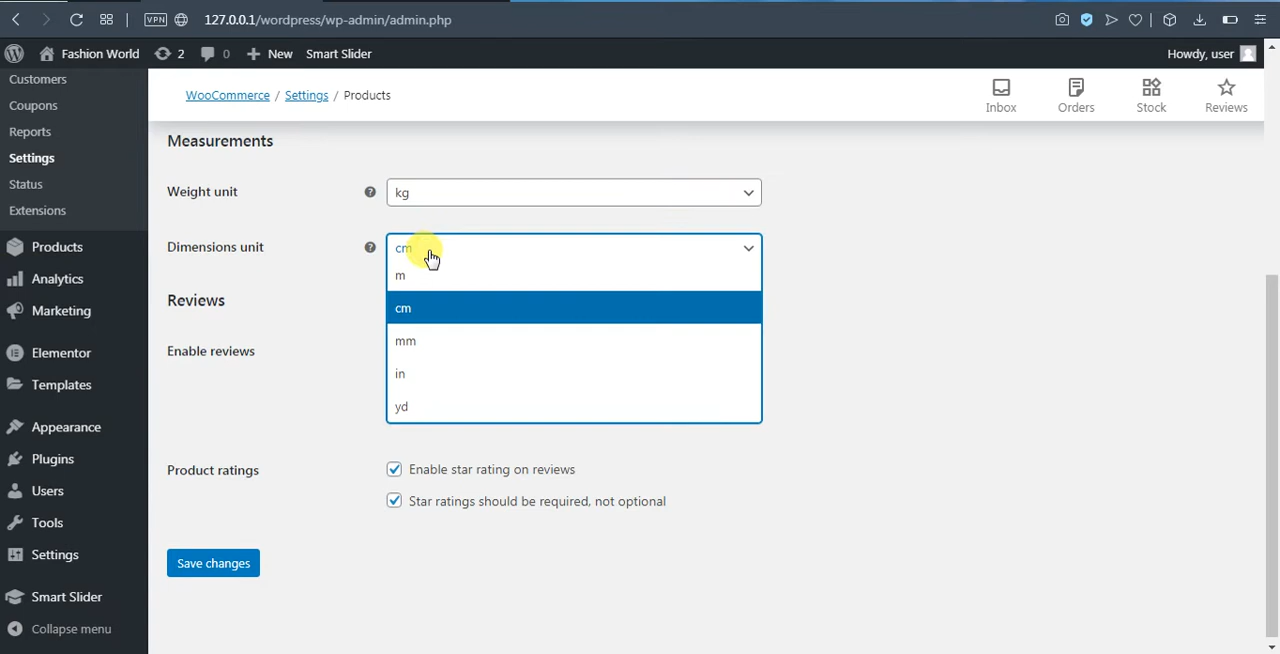 VPN
127.0.0.1/wordpress/wp-admin/admin.php
Fashion World
2
0
New
Smart Slider
Howdy, user
Customers
Coupons
Reports
Settings
Status
Extensions
Products
Analytics
Marketing
Elementor
Templates
Appearance
Plugins
Users
Tools
Settings
Smart Slider
Collapse menu
WooCommerce / Settings / Products
Inbox
Orders
Stock
Reviews
Measurements
Weight unit
kg
Dimensions unit
cm
m
cm
mm
in
yd
Reviews
Enable reviews
Product ratings
Enable star rating on reviews
Star ratings should be required, not optional
Save changes